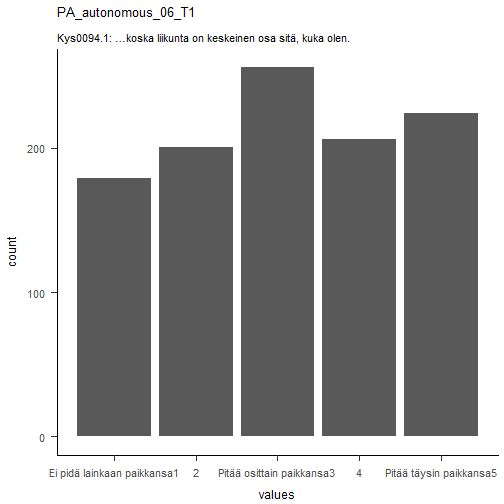 PA_autonomous_06_T1
Kys0094.1: …koska liikunta on keskeinen osa sitä, kuka olen.
count
200
100
0
Ei pidä lainkaan paikkansa1 2 Pitää osittain paikkansa3 4 Pitää täysin paikkansa5
values